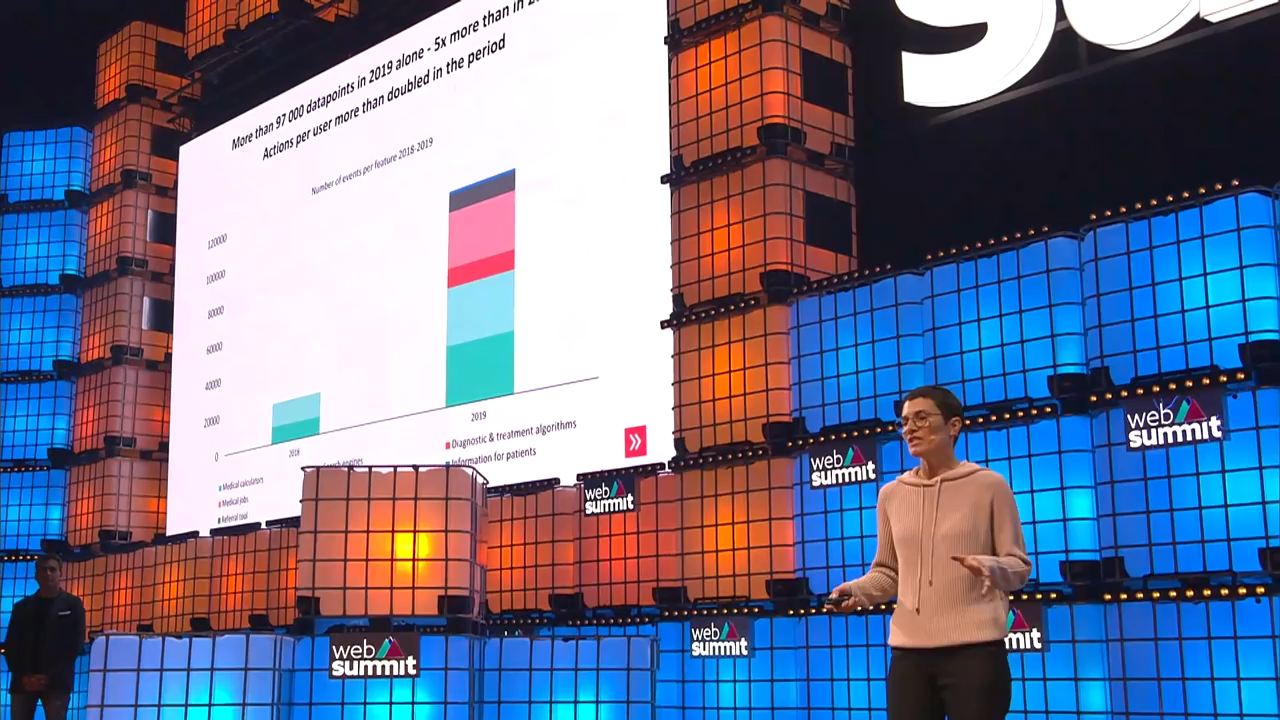 More than 97 000 datapoints in 2019 alone - 5x more than in
Actions per user more than doubled in the period
Number of events per feature 2018-2019
120000
100000
80000
60000
40000
20000
0
2018
2019
Diagnostic & treatment algorithms
Information for patients
Medical calculators
engines
Medical jobs
Referral tool
web
summit
web
summit
web
summit
web
summit
web
summit
mit